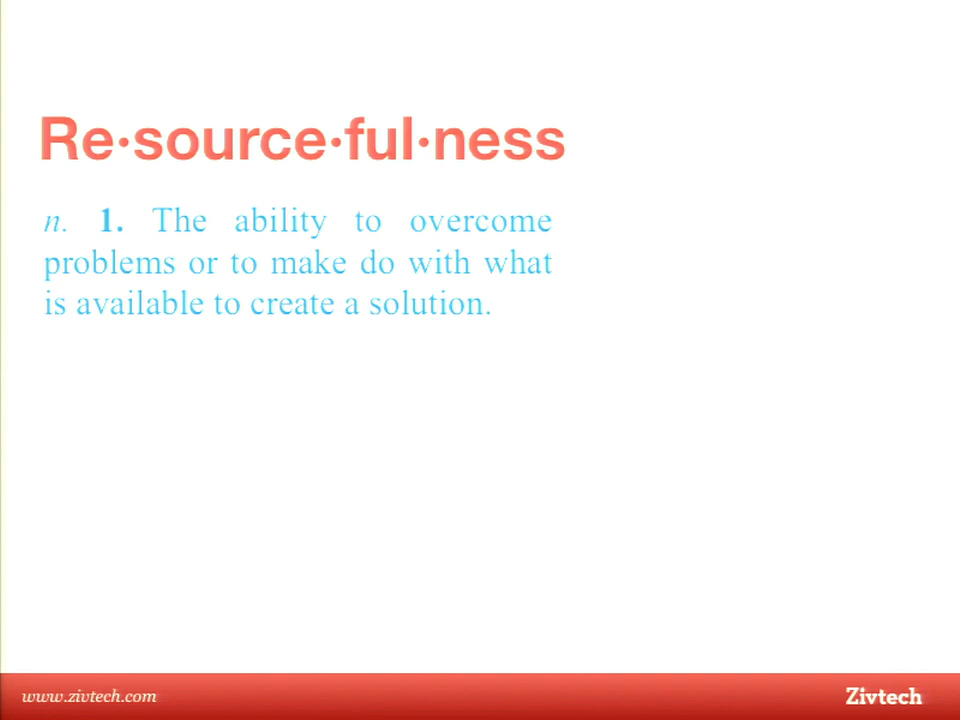 Re·source·ful·ness
n. 1. The ability to overcome
problems or to make do with what
is available to create a solution.
www.zivtech.com
Zivtech